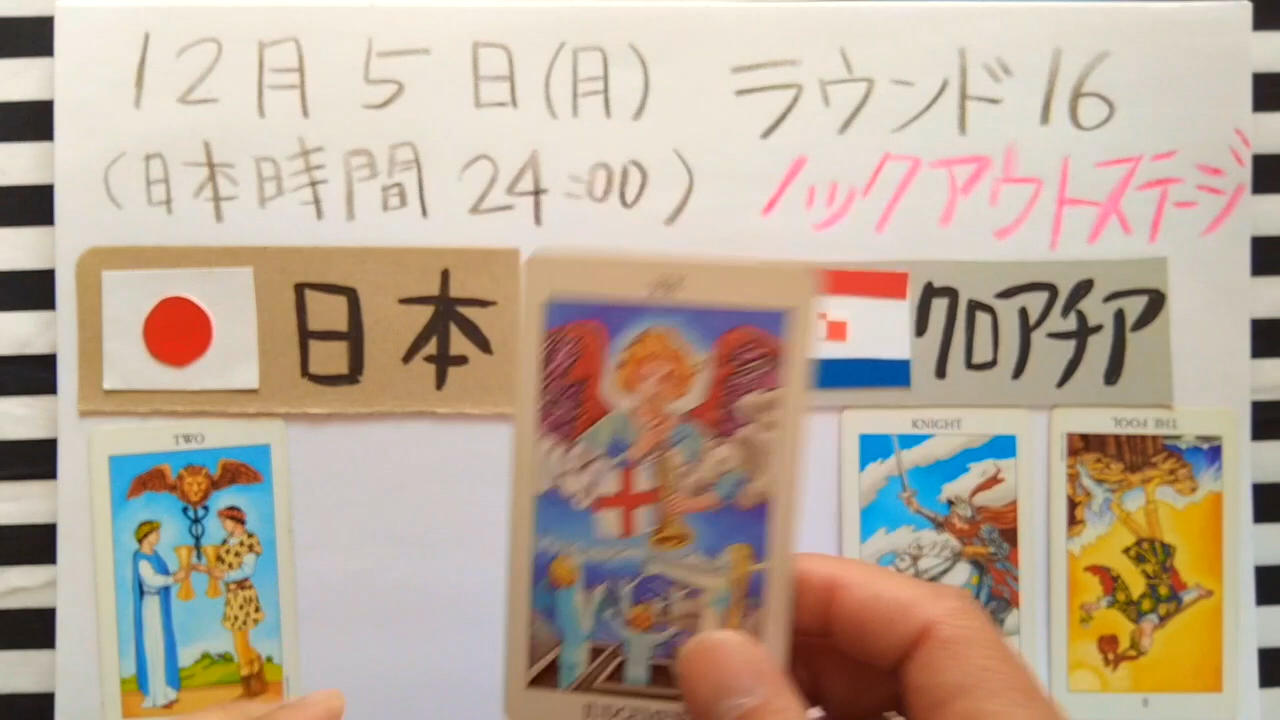 12月5日(月) ラウンド16
(日本時間 24:00) ノックアウトステージ
日本 クロアチア
TWO KNIGHT THE FOOL